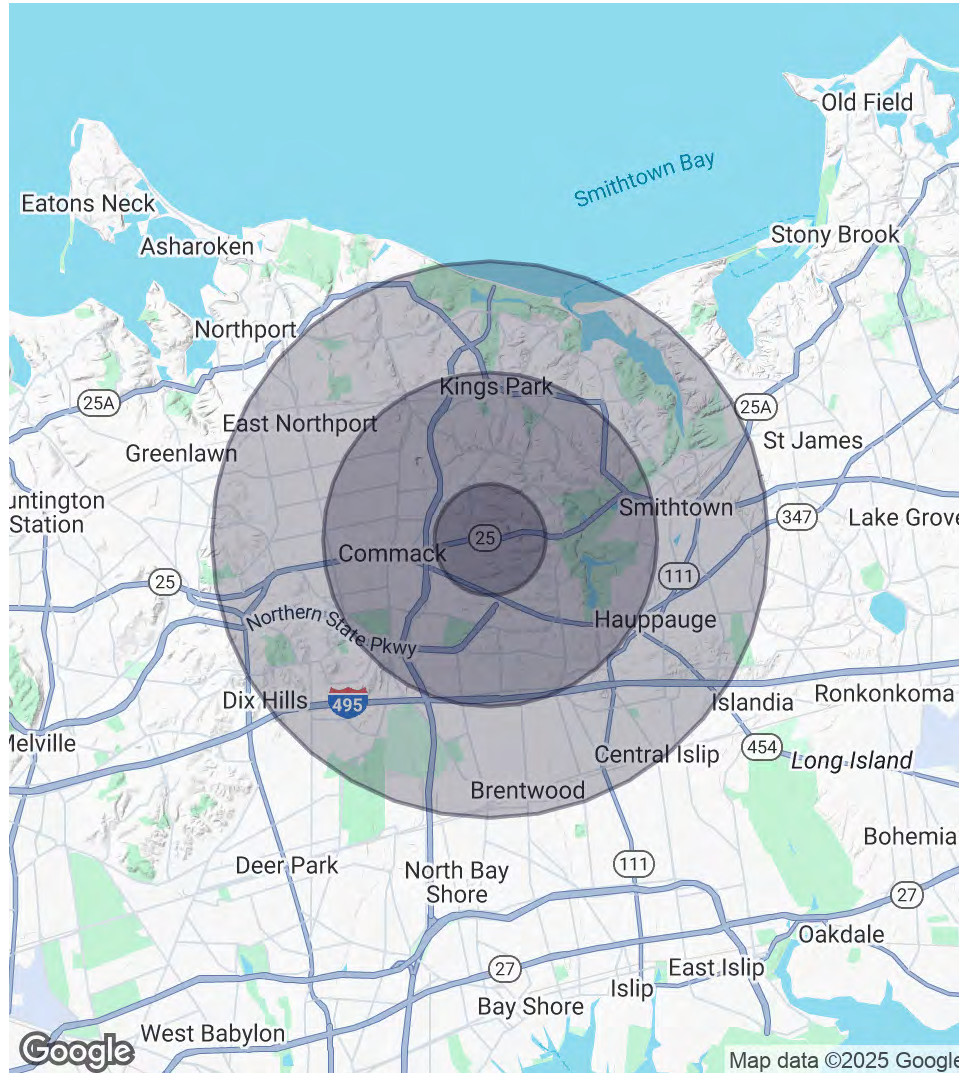 Old Field
Smithtown Bay
Eatons Neck
Stony Brook
Asharoken
Northport
Kings Park
25A
25A
East Northport
St James
Greenlawn
untington
Station
Smithtown
347
Lake Grove
25
Commack
25
111
Northern State Pkwy
Hauppauge
Dix Hills
495
Islandia
Ronkonkoma
Melville
Central Islip
454
Long Island
Brentwood
Bohemia
Deer Park
North Bay
Shore
111
27
Oakdale
27
East Islip
Islip
Bay Shore
West Babylon
Google
Map data ©2025 Google